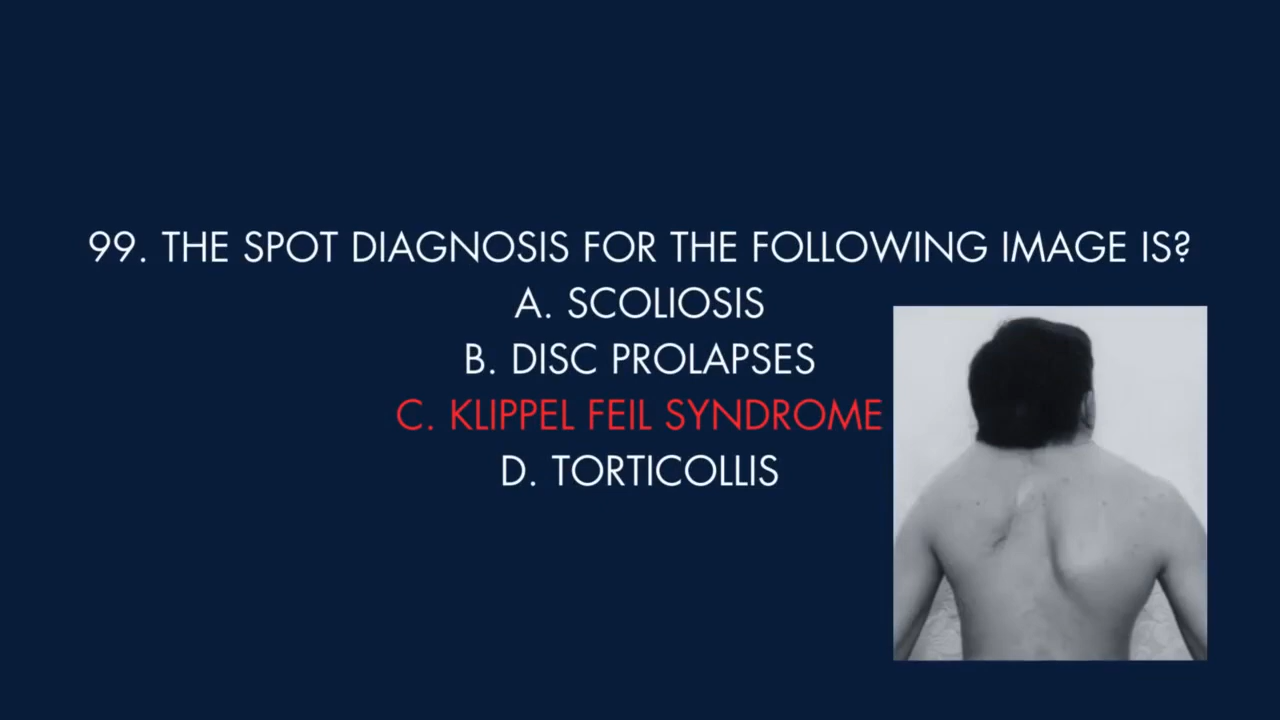 99. THE SPOT DIAGNOSIS FOR THE FOLLOWING IMAGE IS?
A. SCOLIOSIS
B. DISC PROLAPSES
C. KLIPPEL FEIL SYNDROME
D. TORTICOLLIS